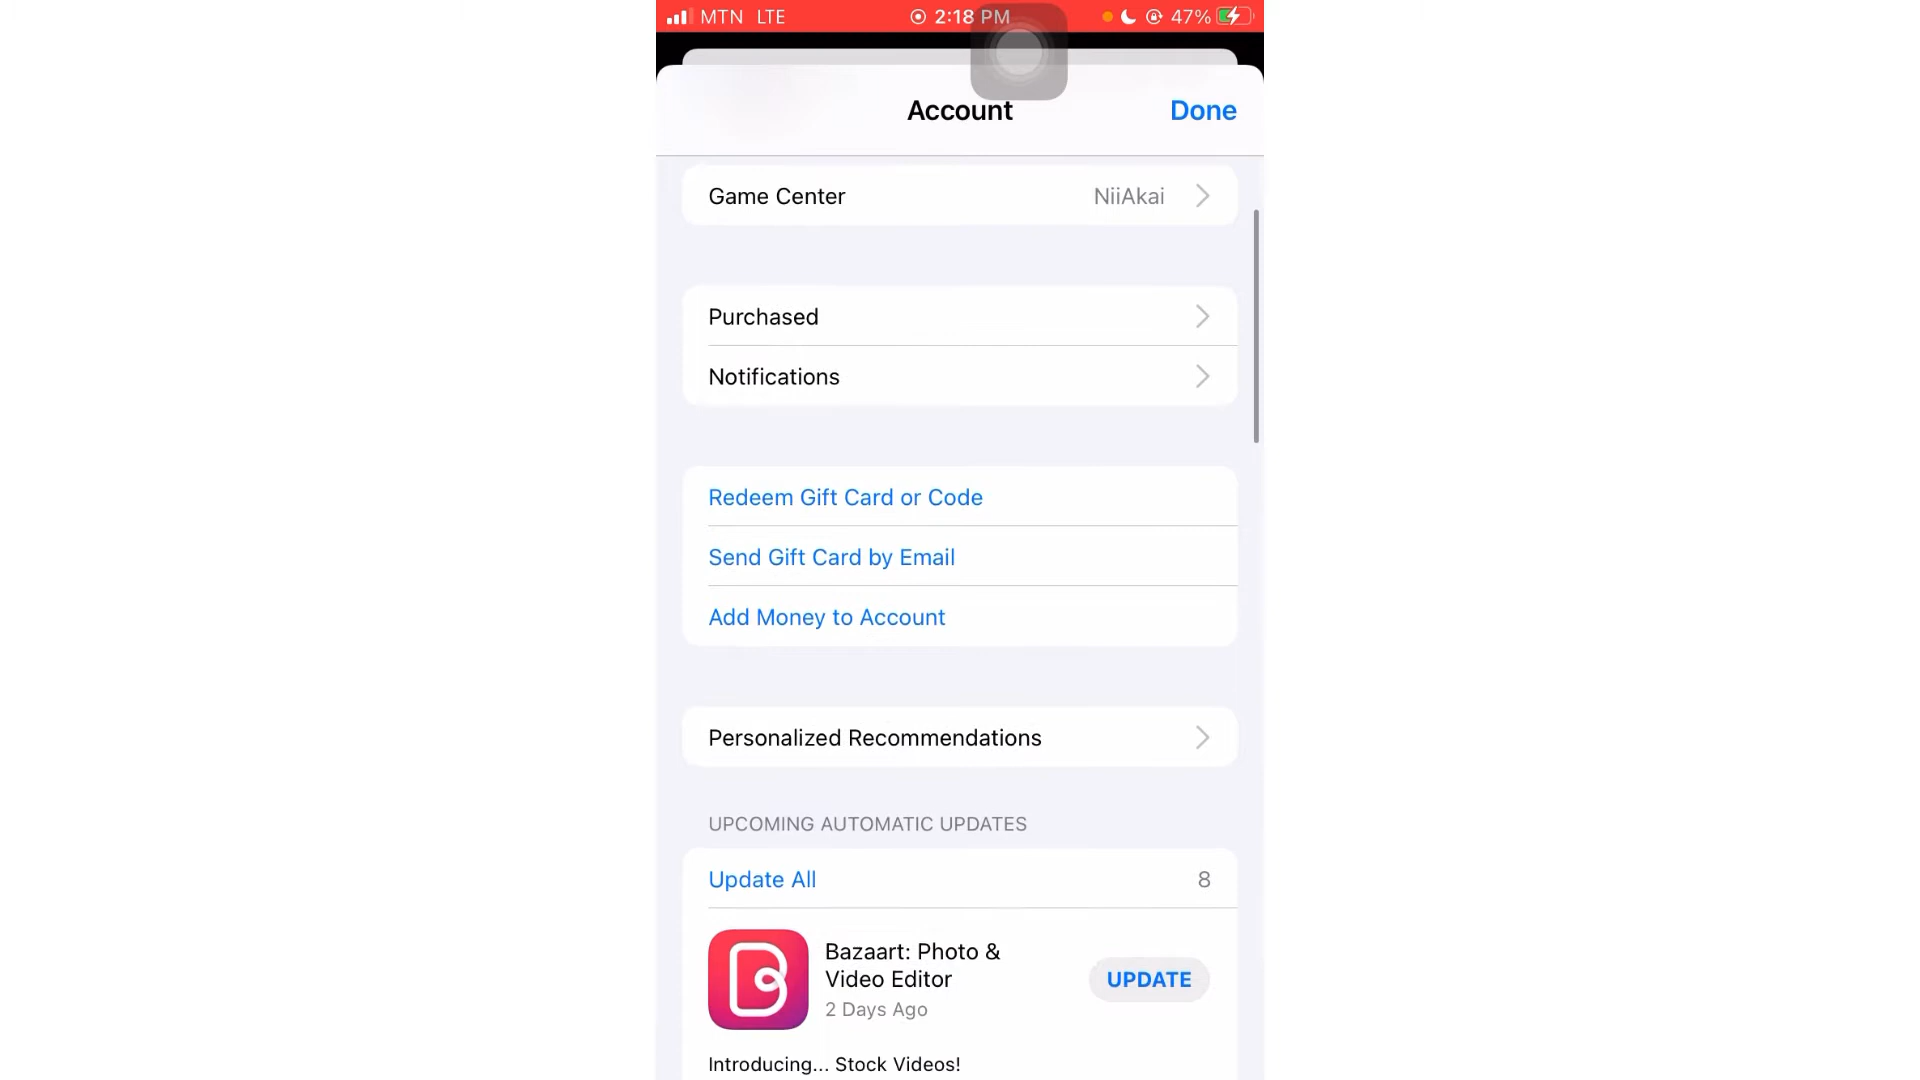 MTN LTE 2:18 PM 47%
Account Done
Game Center NiiAkai
Purchased
Notifications
Redeem Gift Card or Code
Send Gift Card by Email
Add Money to Account
Personalized Recommendations
UPCOMING AUTOMATIC UPDATES
Update All 8
Bazaart: Photo &
Video Editor
UPDATE
2 Days Ago
Introducing... Stock Videos!